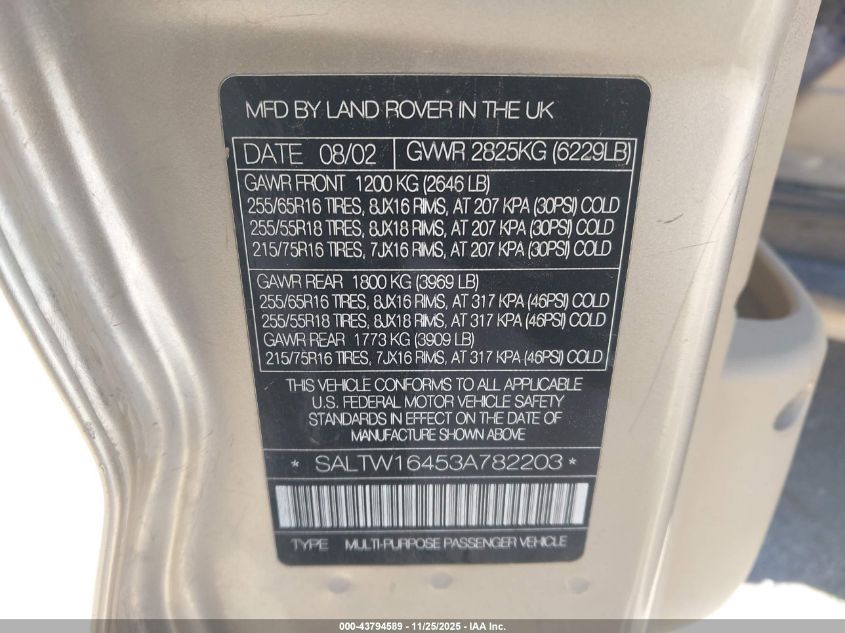 MFD BY LAND ROVER IN THE UK
DATE 08/02 GVWR 2825KG (6229LB)
GAWR FRONT 1200 KG (2646 LB)
255/65R16 TIRES, 8JX16 RIMS, AT 207 KPA (30PSI) COLD
255/55R18 TIRES, 8JX18 RIMS, AT 207 KPA (30PSI) COLD
215/75R16 TIRES, 7JX16 RIMS, AT 207 KPA (30PSI) COLD
GAWR REAR 1800 KG (3969 LB)
255/65R16 TIRES, 8JX16 RIMS, AT 317 KPA (46PSI) COLD
255/55R18 TIRES, 8JX18 RIMS, AT 317 KPA (46PSI) COLD
GAWR REAR 1773 KG (3909 LB)
215/75R16 TIRES, 7JX16 RIMS, AT 317 KPA (46PSI) COLD
THIS VEHICLE CONFORMS TO ALL APPLICABLE
U.S. FEDERAL MOTOR VEHICLE SAFETY
STANDARDS IN EFFECT ON THE DATE OF
MANUFACTURE SHOWN ABOVE
* SALTW16453A782203 *
TYPE MULTI-PURPOSE PASSENGER VEHICLE
000-43794589 - 11/25/2025 - IAA Inc.